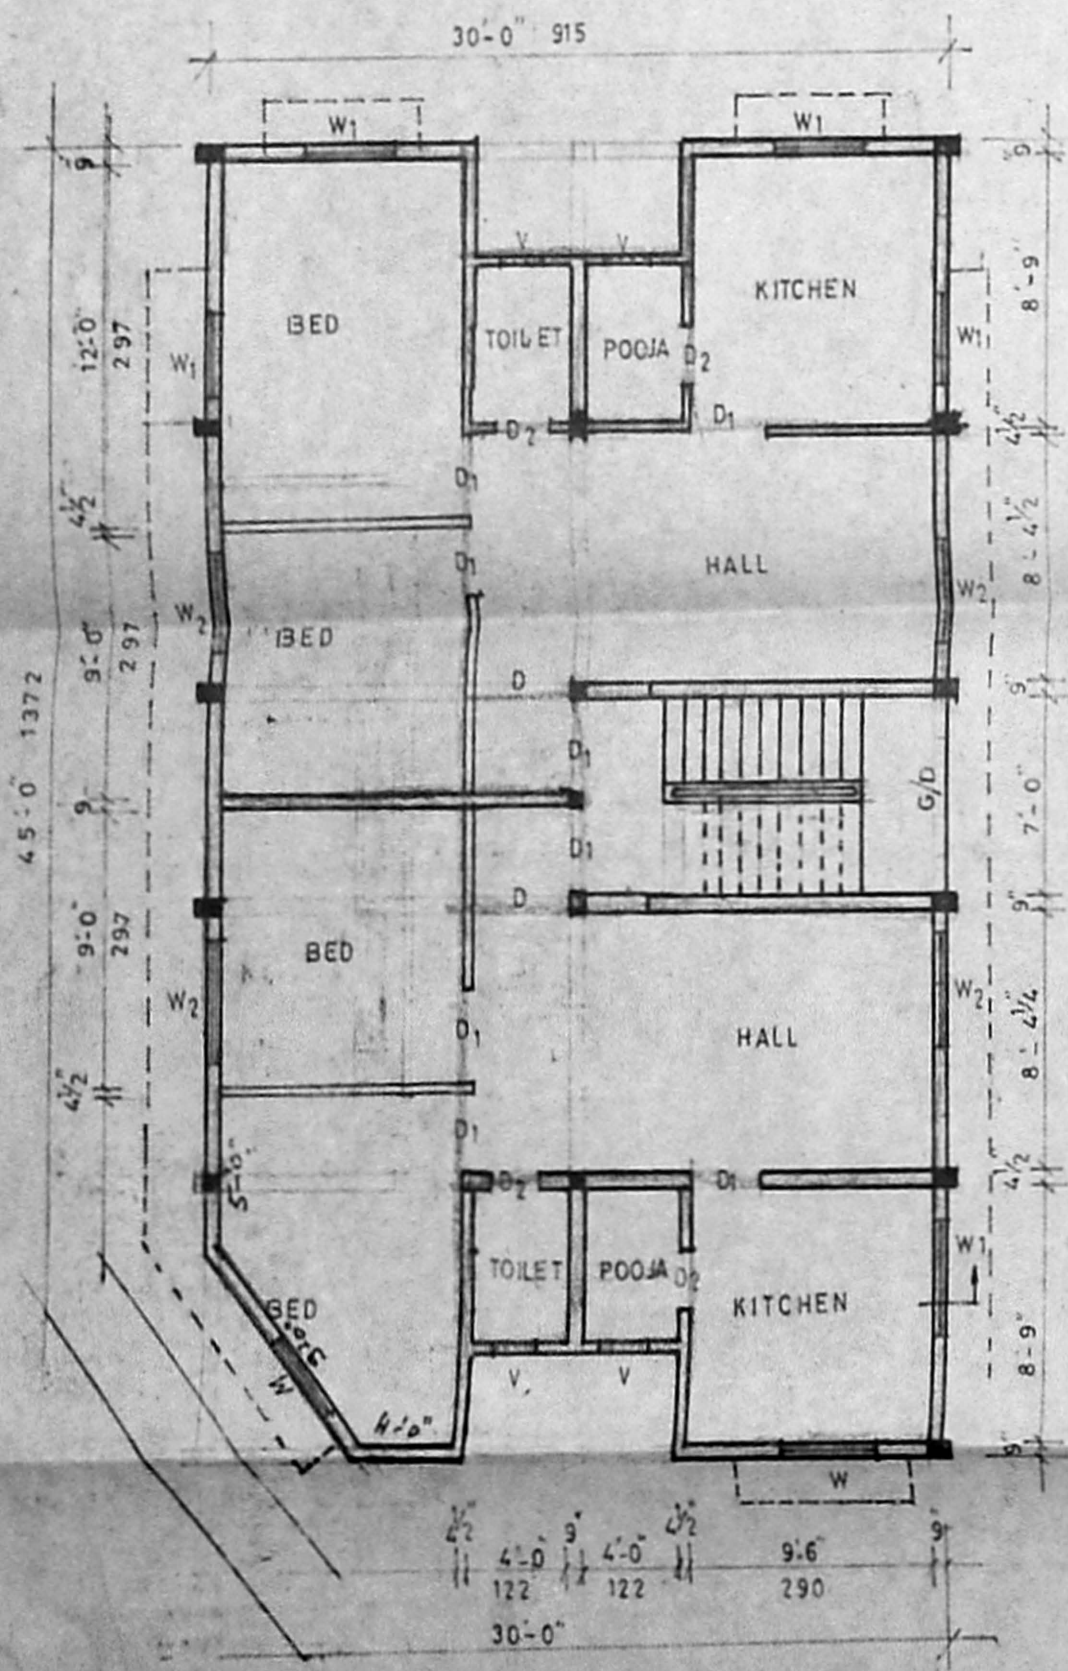 30'-0" 915
W1
W1
9"
9"
KITCHEN
8'-9"
BED
V
V
TOILET
POOJA
D2
W1
W1
12'-0"
297
D2
D1
4½"
D1
4½"
D1
HALL
8'-4½"
W2
W2
BED
9'-0"
297
D
9"
D1
G/D
7'-0"
45'-0" 1372
9
D1
D
9"
BED
9'-0"
297
W2
W2
D1
HALL
8'-4¼"
4½"
D1
5'-0"
D2
D1
4½"
TOILET
POOJA
D2
W1
KITCHEN
BED
3'0"
W
8'-9"
V
V
4'-0"
9"
W
4½"
9"
4½"
9"
4'-0"
122
4'-0"
122
9'6"
290
30'-0"